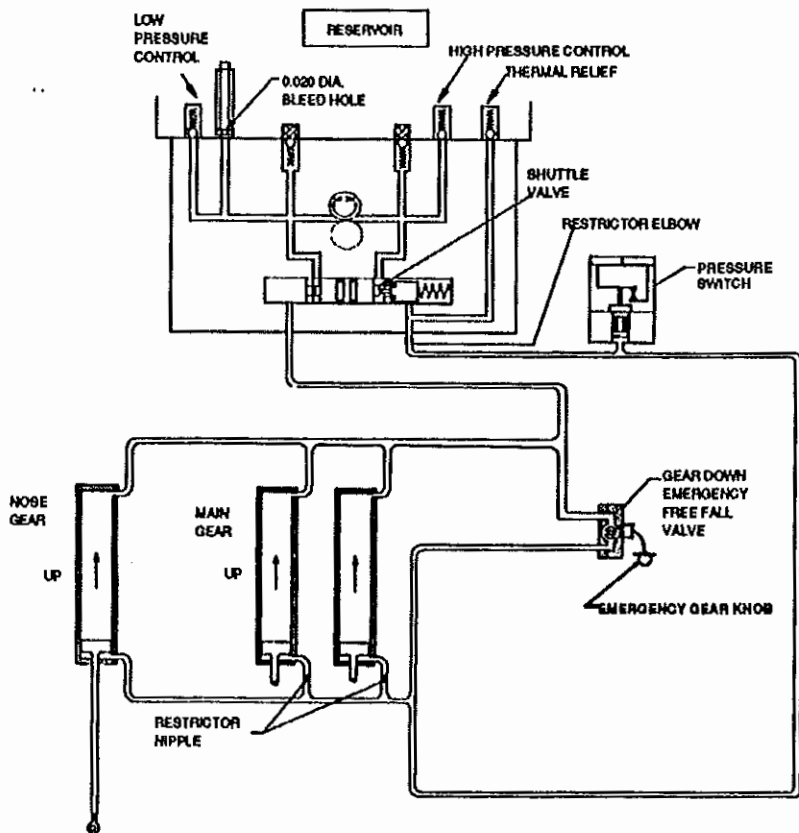 LOW
PRESSURE
CONTROL
RESERVOIR
0.020 DIA.
BLEED HOLE
HIGH PRESSURE CONTROL
THERMAL RELIEF
SHUTTLE
VALVE
RESTRICTOR ELBOW
PRESSURE
SWITCH
NOSE
GEAR
UP
MAIN
GEAR
UP
GEAR DOWN
EMERGENCY
FREE FALL
VALVE
EMERGENCY GEAR KNOB
RESTRICTOR
NIPPLE